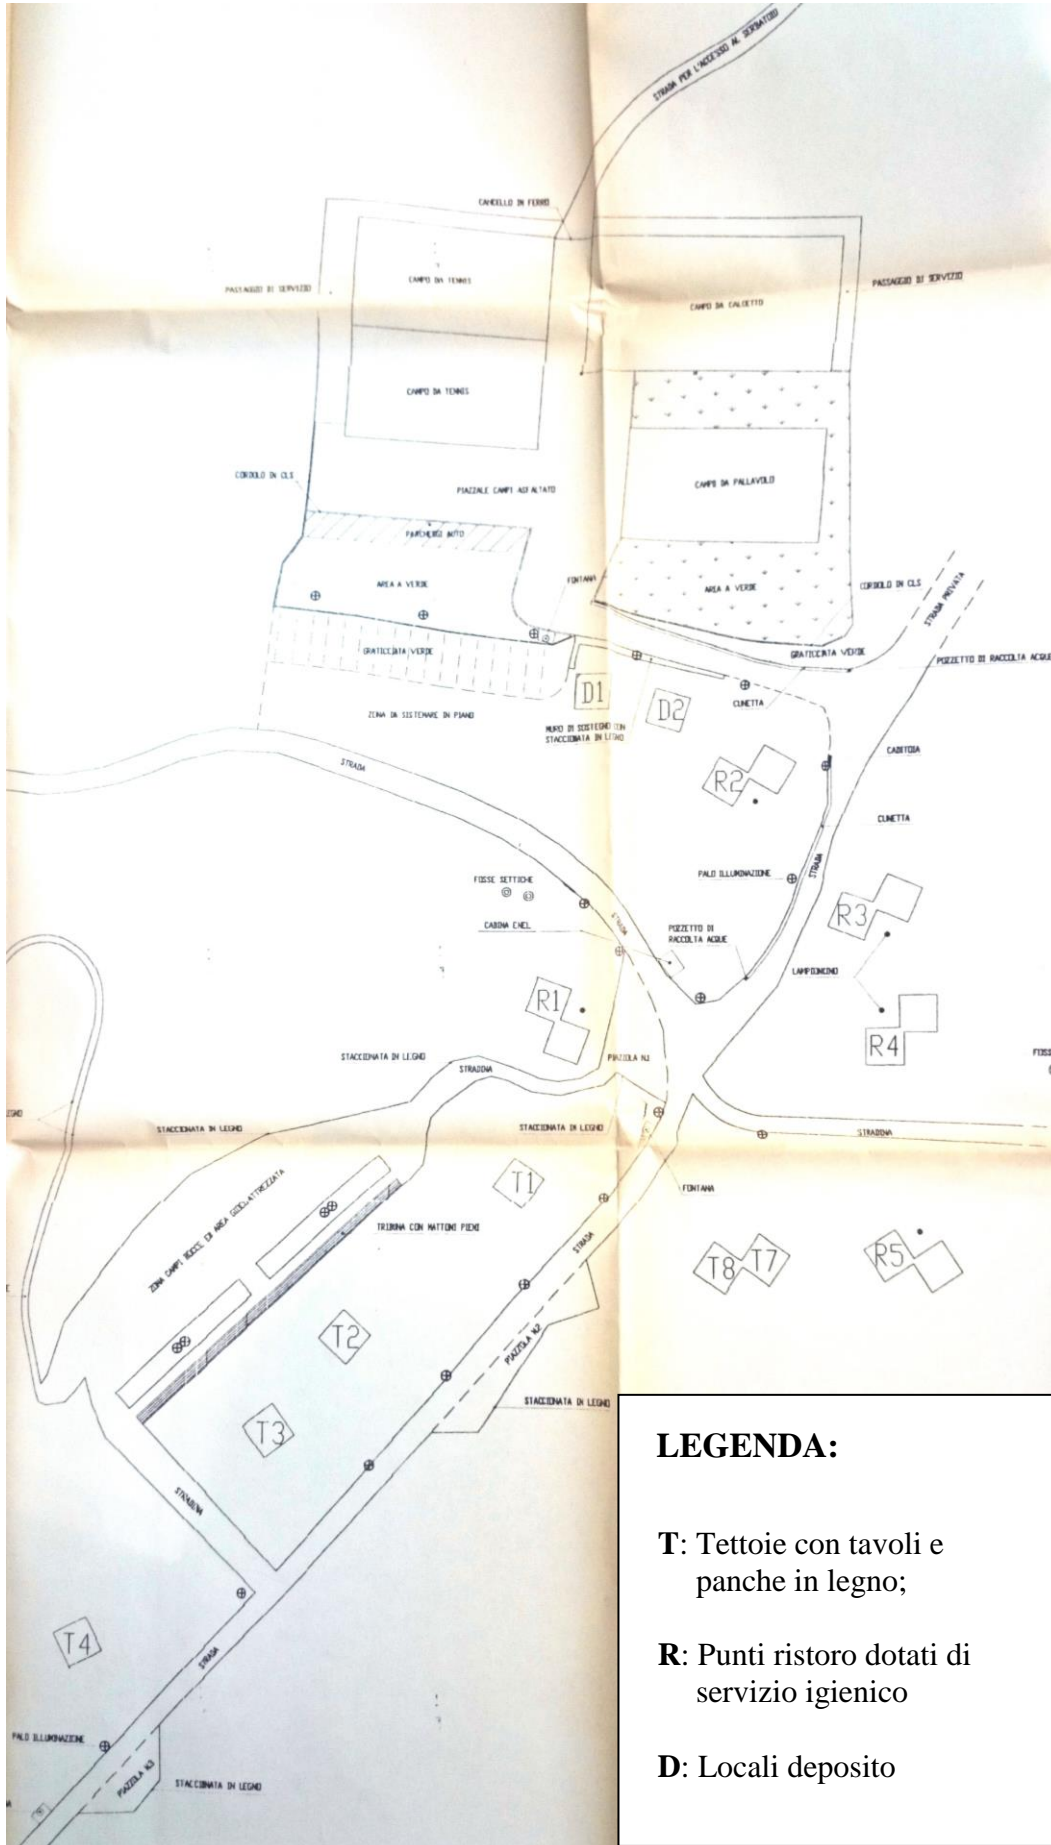 STRADA PER L'ACCESSO AL SERBATOIO
CANCELLO IN FERRO
CAMPO DA TENNIS
PASSAGGIO DI SERVIZIO
PASSAGGIO DI SERVIZIO
CAMPO DA CALCETTO
CAMPO DA TENNIS
CORDOLO IN CLS
PIAZZALE CAMPI ASFALTATO
CAMPO DA PALLAVOLO
PARCHEGGIO AUTO
AREA A VERDE
FONTANA
AREA A VERDE
CORDOLO IN CLS
STRADA PRIVATA
GRATICCIATA VERDE
GRATICCIATA VERDE
POZZETTO DI RACCOLTA ACQUE
D1
D2
CUNETTA
ZONA DA SISTEMARE IN PIANO
MURO DI SOSTEGNO CON
STACCIONATA IN LEGNO
STRADA
CADITOIA
R2
CUNETTA
PALO ILLUMINAZIONE
STRADA
FOSSE SETTICHE
CABINA ENEL
STRADA
POZZETTO DI
RACCOLTA ACQUE
R3
LAMPIONCINO
R1
R4
STACCIONATA IN LEGNO
STRADINA
PIAZZOLA N.1
FOSS
EGNO
STACCIONATA IN LEGNO
STACCIONATA IN LEGNO
STRADINA
T1
FONTANA
ZONA CAMPI BOCCE ED AREA GIOCI ATTREZZATA
TRIBUNA CON MATTONI PIENI
STRADA
T8
T7
R5
T2
PIAZZOLA N.2
STACCIONATA IN LEGNO
T3
STRADINA
T4
STRADA
PALO ILLUMINAZIONE
PIAZZOLA N.3
STACCIONATA IN LEGNO
LEGENDA:
T: Tettoie con tavoli e
panche in legno;
R: Punti ristoro dotati di
servizio igienico
D: Locali deposito